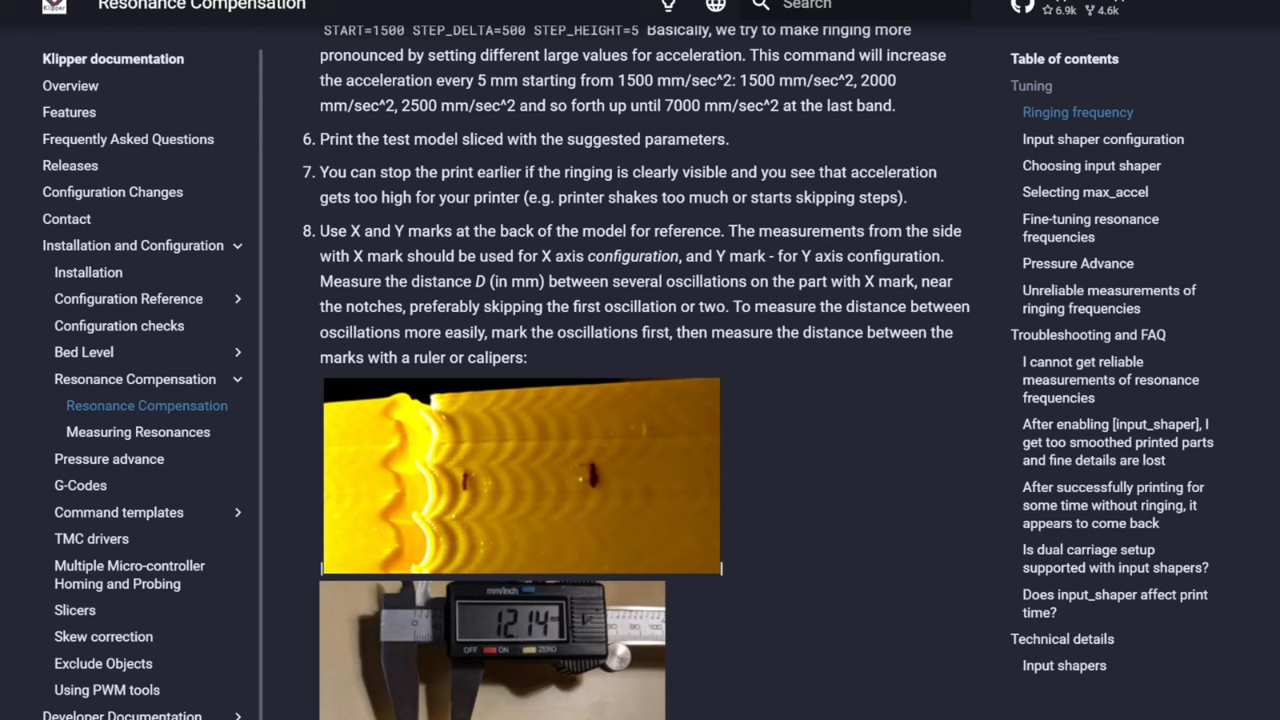 Klipper
Resonance Compensation
Search
6.9k 4.6k
Klipper documentation
Overview
Features
Frequently Asked Questions
Releases
Configuration Changes
Contact
Installation and Configuration
Installation
Configuration Reference
Configuration checks
Bed Level
Resonance Compensation
Resonance Compensation
Measuring Resonances
Pressure advance
G-Codes
Command templates
TMC drivers
Multiple Micro-controller
Homing and Probing
Slicers
Skew correction
Exclude Objects
Using PWM tools
Developer Documentation
START=1500 STEP_DELTA=500 STEP_HEIGHT=5 Basically, we try to make ringing more
pronounced by setting different large values for acceleration. This command will increase
the acceleration every 5 mm starting from 1500 mm/sec^2: 1500 mm/sec^2, 2000
mm/sec^2, 2500 mm/sec^2 and so forth up until 7000 mm/sec^2 at the last band.
6. Print the test model sliced with the suggested parameters.
7. You can stop the print earlier if the ringing is clearly visible and you see that acceleration
gets too high for your printer (e.g. printer shakes too much or starts skipping steps).
8. Use X and Y marks at the back of the model for reference. The measurements from the side
with X mark should be used for X axis configuration, and Y mark - for Y axis configuration.
Measure the distance D (in mm) between several oscillations on the part with X mark, near
the notches, preferably skipping the first oscillation or two. To measure the distance between
oscillations more easily, mark the oscillations first, then measure the distance between the
marks with a ruler or calipers:
| |
mm/inch
12.14
OFF ON ZERO
Table of contents
Tuning
Ringing frequency
Input shaper configuration
Choosing input shaper
Selecting max_accel
Fine-tuning resonance
frequencies
Pressure Advance
Unreliable measurements of
ringing frequencies
Troubleshooting and FAQ
I cannot get reliable
measurements of resonance
frequencies
After enabling [input_shaper], I
get too smoothed printed parts
and fine details are lost
After successfully printing for
some time without ringing, it
appears to come back
Is dual carriage setup
supported with input shapers?
Does input_shaper affect print
time?
Technical details
Input shapers